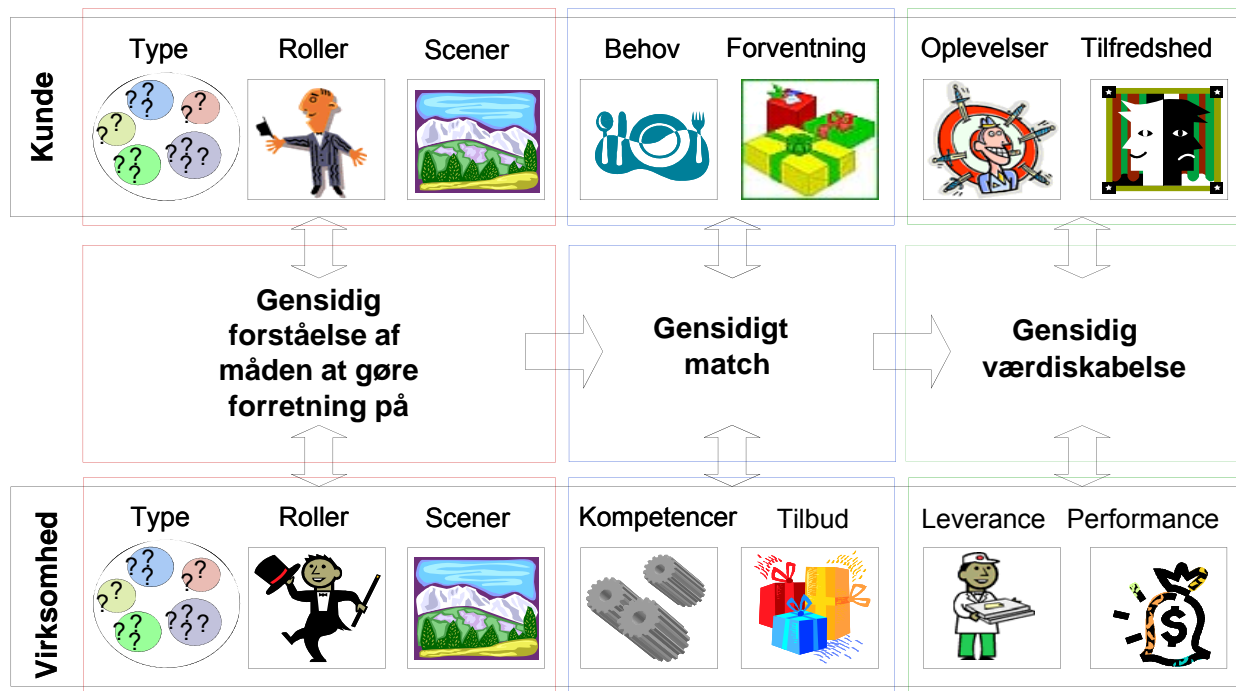 Kunde
Type Roller Scener Behov Forventning Oplevelser Tilfredshed
? ? ? ? ? ? ? ? ? ? ? ? ? ?
Gensidig
forståelse af
måden at gøre
forretning på
Gensidigt
match
Gensidig
værdiskabelse
Virksomhed
Type Roller Scener Kompetencer Tilbud Leverance Performance
? ? ? ? ? ? ? ? ? ? ? ? ? ?
$